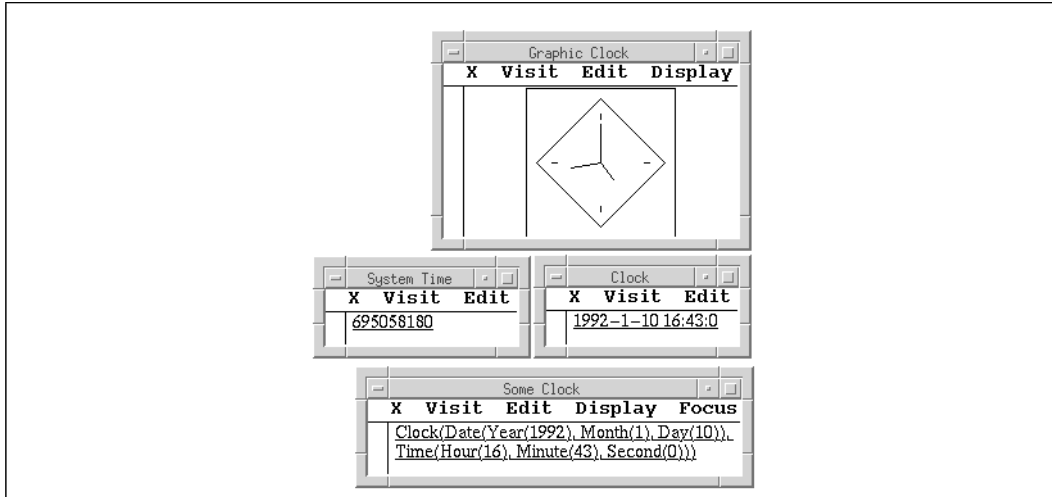 Graphic Clock
X Visit Edit Display
System Time
X Visit Edit
695058180
Clock
X Visit Edit
1992-1-10 16:43:0
Some Clock
X Visit Edit Display Focus
Clock(Date(Year(1992), Month(1), Day(10)),
Time(Hour(16), Minute(43), Second(0)))